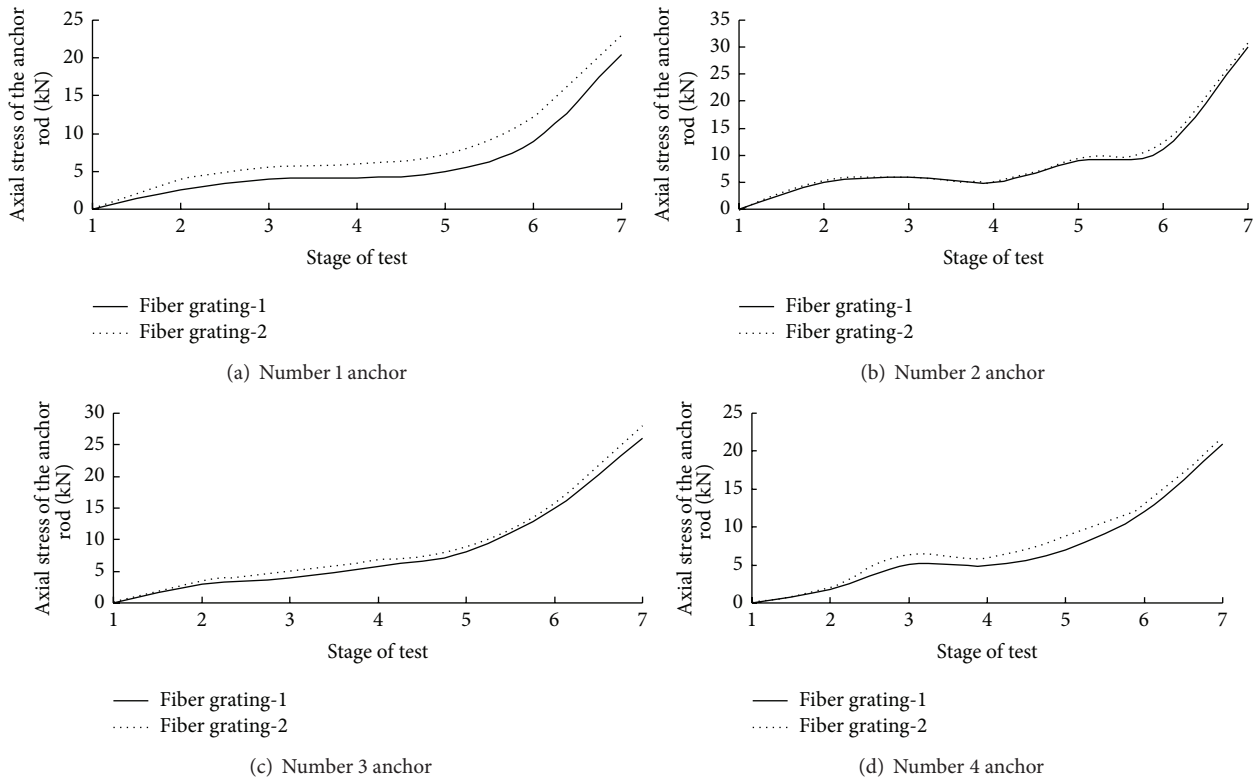 Axial stress of the anchor
rod (kN)
25
20
15
10
5
0
1 2 3 4 5 6 7
Stage of test
Fiber grating-1
Fiber grating-2
(a) Number 1 anchor
Axial stress of the anchor
rod (kN)
35
30
25
20
15
10
5
0
1 2 3 4 5 6 7
Stage of test
Fiber grating-1
Fiber grating-2
(b) Number 2 anchor
Axial stress of the anchor
rod (kN)
30
25
20
15
10
5
0
1 2 3 4 5 6 7
Stage of test
Fiber grating-1
Fiber grating-2
(c) Number 3 anchor
Axial stress of the anchor
rod (kN)
25
20
15
10
5
0
1 2 3 4 5 6 7
Stage of test
Fiber grating-1
Fiber grating-2
(d) Number 4 anchor